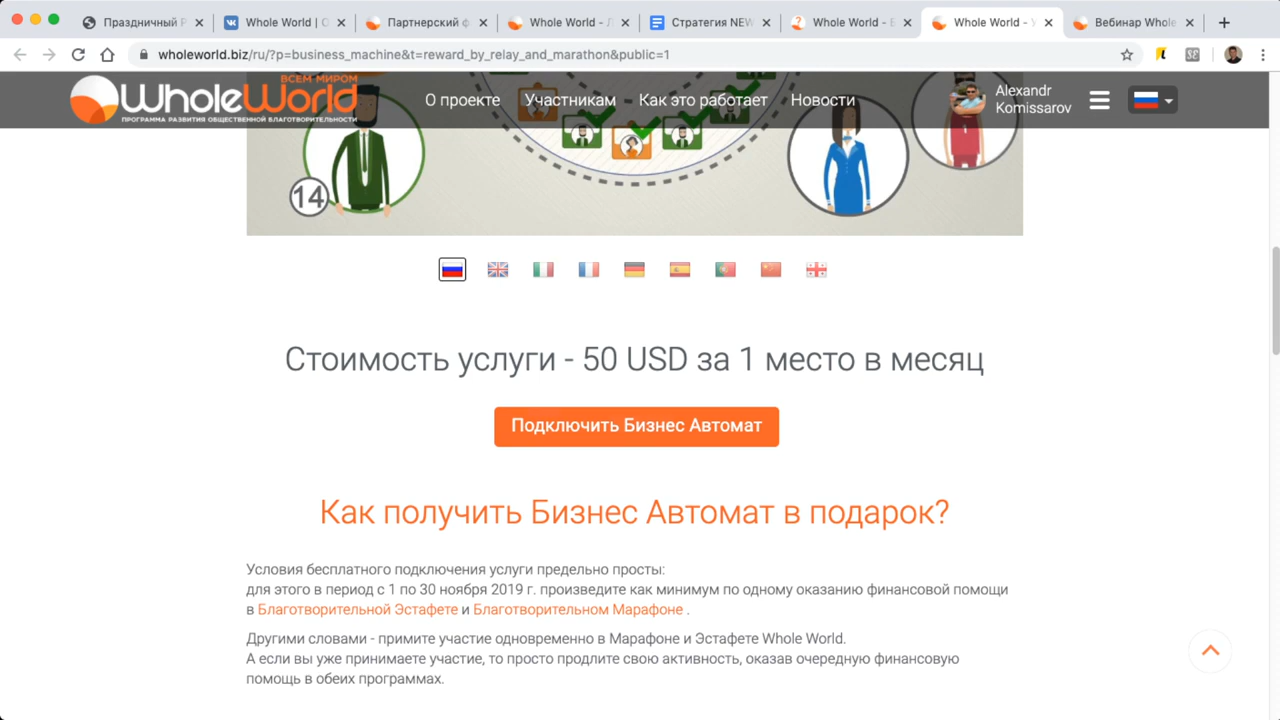 Праздничный Р
Whole World | О
Партнерский ф
Whole World - Л
Стратегия NEW
Whole World - Б
Whole World - У
Вебинар Whole
wholeworld.biz/ru/?p=business_machine&t=reward_by_relay_and_marathon&public=1
ВСЕМ МИРОМ
WholeWorld
ПРОГРАММА РАЗВИТИЯ ОБЩЕСТВЕННОЙ БЛАГОТВОРИТЕЛЬНОСТИ
О проекте
Участникам
Как это работает
Новости
Alexandr
Komissarov
14
Стоимость услуги - 50 USD за 1 место в месяц
Подключить Бизнес Автомат
Как получить Бизнес Автомат в подарок?
Условия бесплатного подключения услуги предельно просты:
для этого в период с 1 по 30 ноября 2019 г. произведите как минимум по одному оказанию финансовой помощи
в Благотворительной Эстафете и Благотворительном Марафоне .
Другими словами - примите участие одновременно в Марафоне и Эстафете Whole World.
А если вы уже принимаете участие, то просто продлите свою активность, оказав очередную финансовую
помощь в обеих программах.